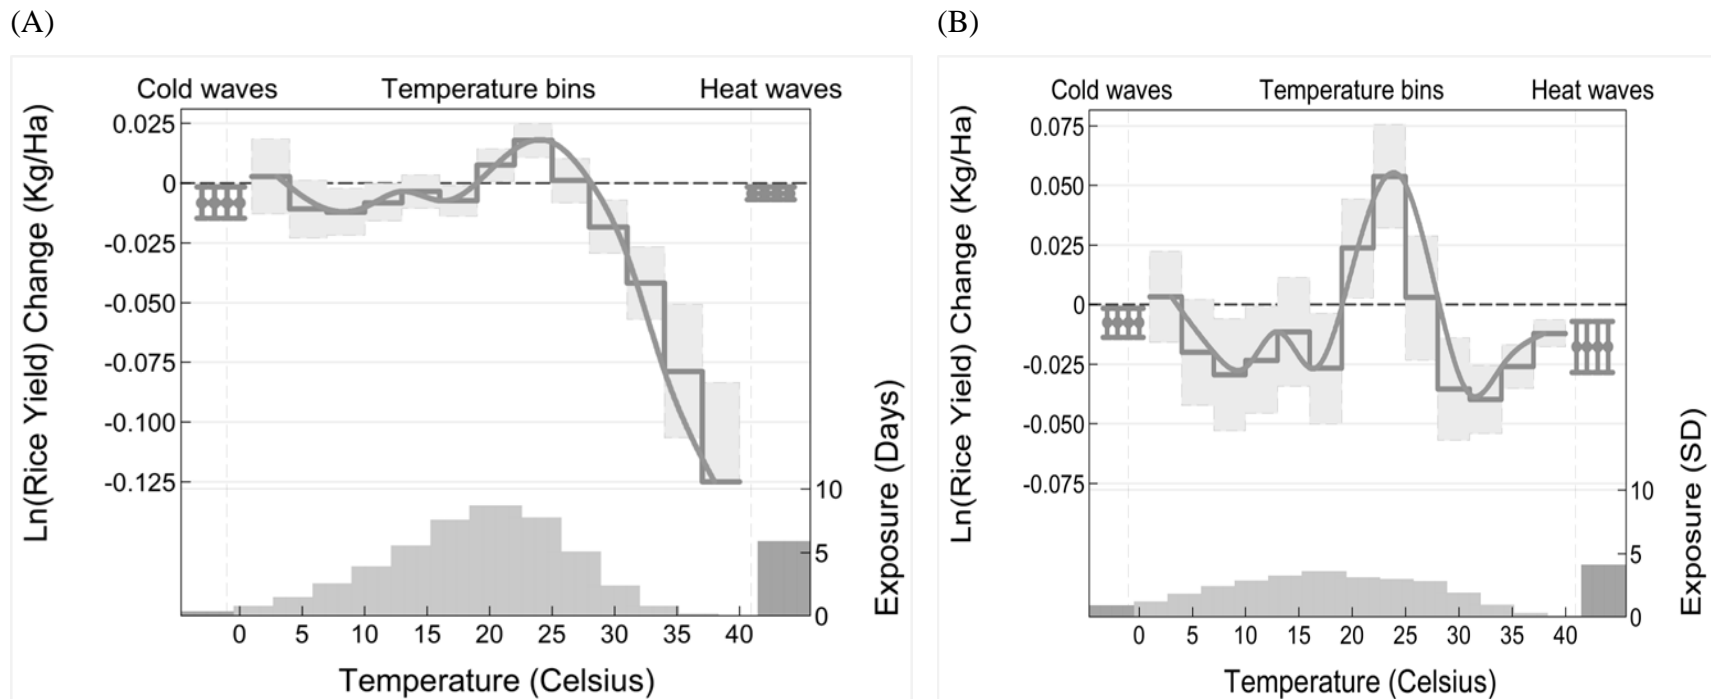 (A)
Cold waves Temperature bins Heat waves
Ln(Rice Yield) Change (Kg/Ha)
0.025
0
-0.025
-0.050
-0.075
-0.100
-0.125
10
5
0
Exposure (Days)
0 5 10 15 20 25 30 35 40
Temperature (Celsius)
(B)
Cold waves Temperature bins Heat waves
Ln(Rice Yield) Change (Kg/Ha)
0.075
0.050
0.025
0
-0.025
-0.050
-0.075
10
5
0
Exposure (SD)
0 5 10 15 20 25 30 35 40
Temperature (Celsius)